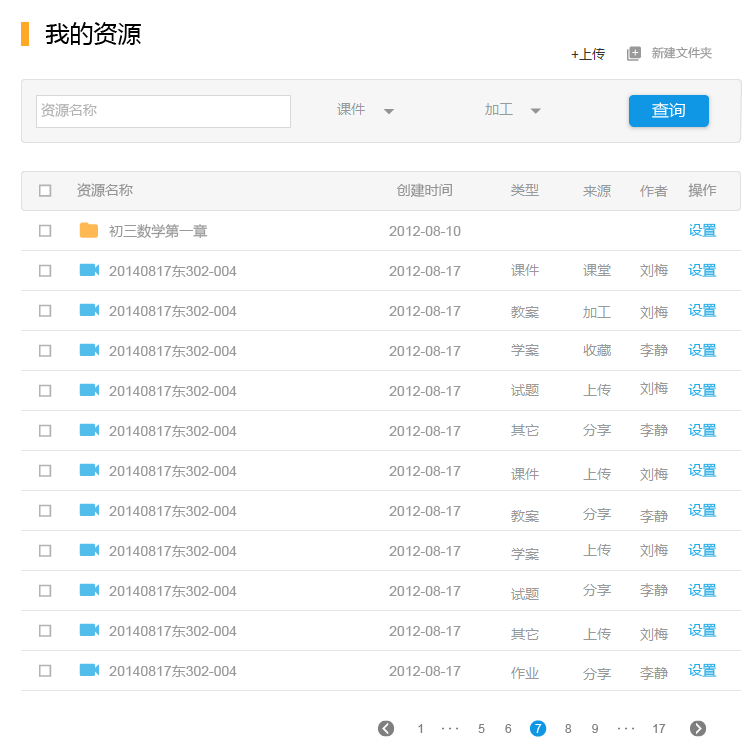 我的资源
+上传 新建文件夹
资源名称 课件 加工 查询
资源名称 创建时间 类型 来源 作者 操作
初三数学第一章 2012-08-10 设置
20140817东302-004 2012-08-17 课件 课堂 刘梅 设置
20140817东302-004 2012-08-17 教案 加工 刘梅 设置
20140817东302-004 2012-08-17 学案 收藏 李静 设置
20140817东302-004 2012-08-17 试题 上传 刘梅 设置
20140817东302-004 2012-08-17 其它 分享 李静 设置
20140817东302-004 2012-08-17 课件 上传 刘梅 设置
20140817东302-004 2012-08-17 教案 分享 李静 设置
20140817东302-004 2012-08-17 学案 上传 刘梅 设置
20140817东302-004 2012-08-17 试题 分享 李静 设置
20140817东302-004 2012-08-17 其它 上传 刘梅 设置
20140817东302-004 2012-08-17 作业 分享 李静 设置
1 ··· 5 6 7 8 9 ··· 17